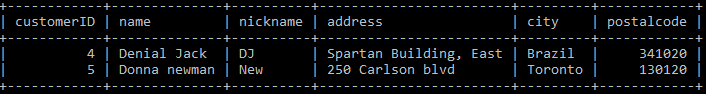 customerID | name | nickname | address | city | postalcode
4 | Denial Jack | DJ | Spartan Building, East | Brazil | 341020
5 | Donna newman | New | 250 Carlson blvd | Toronto | 130120